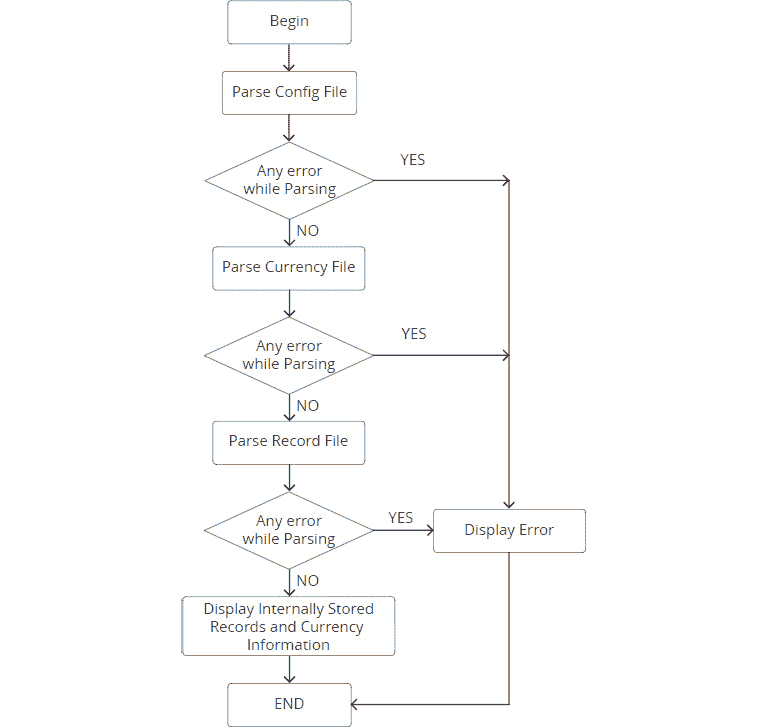 Begin
Parse Config File
YES
Any error
while Parsing
NO
Parse Currency File
YES
Any error
while Parsing
NO
Parse Record File
YES
Any error
while Parsing
Display Error
NO
Display Internally Stored
Records and Currency
Information
END